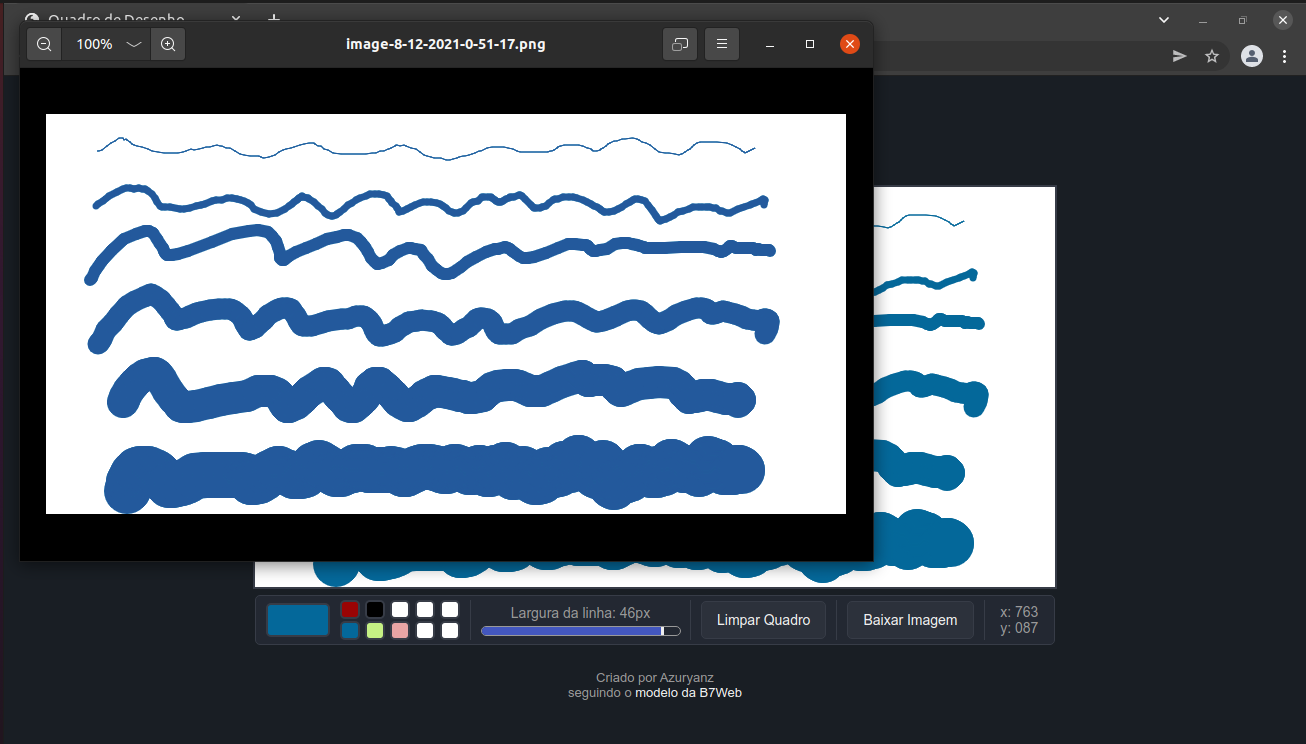 Quadro de Desenho
100%
image-8-12-2021-0-51-17.png
Largura da linha: 46px
Limpar Quadro
Baixar Imagem
x: 763
y: 087
Criado por Azuryanz
seguindo o modelo da B7Web